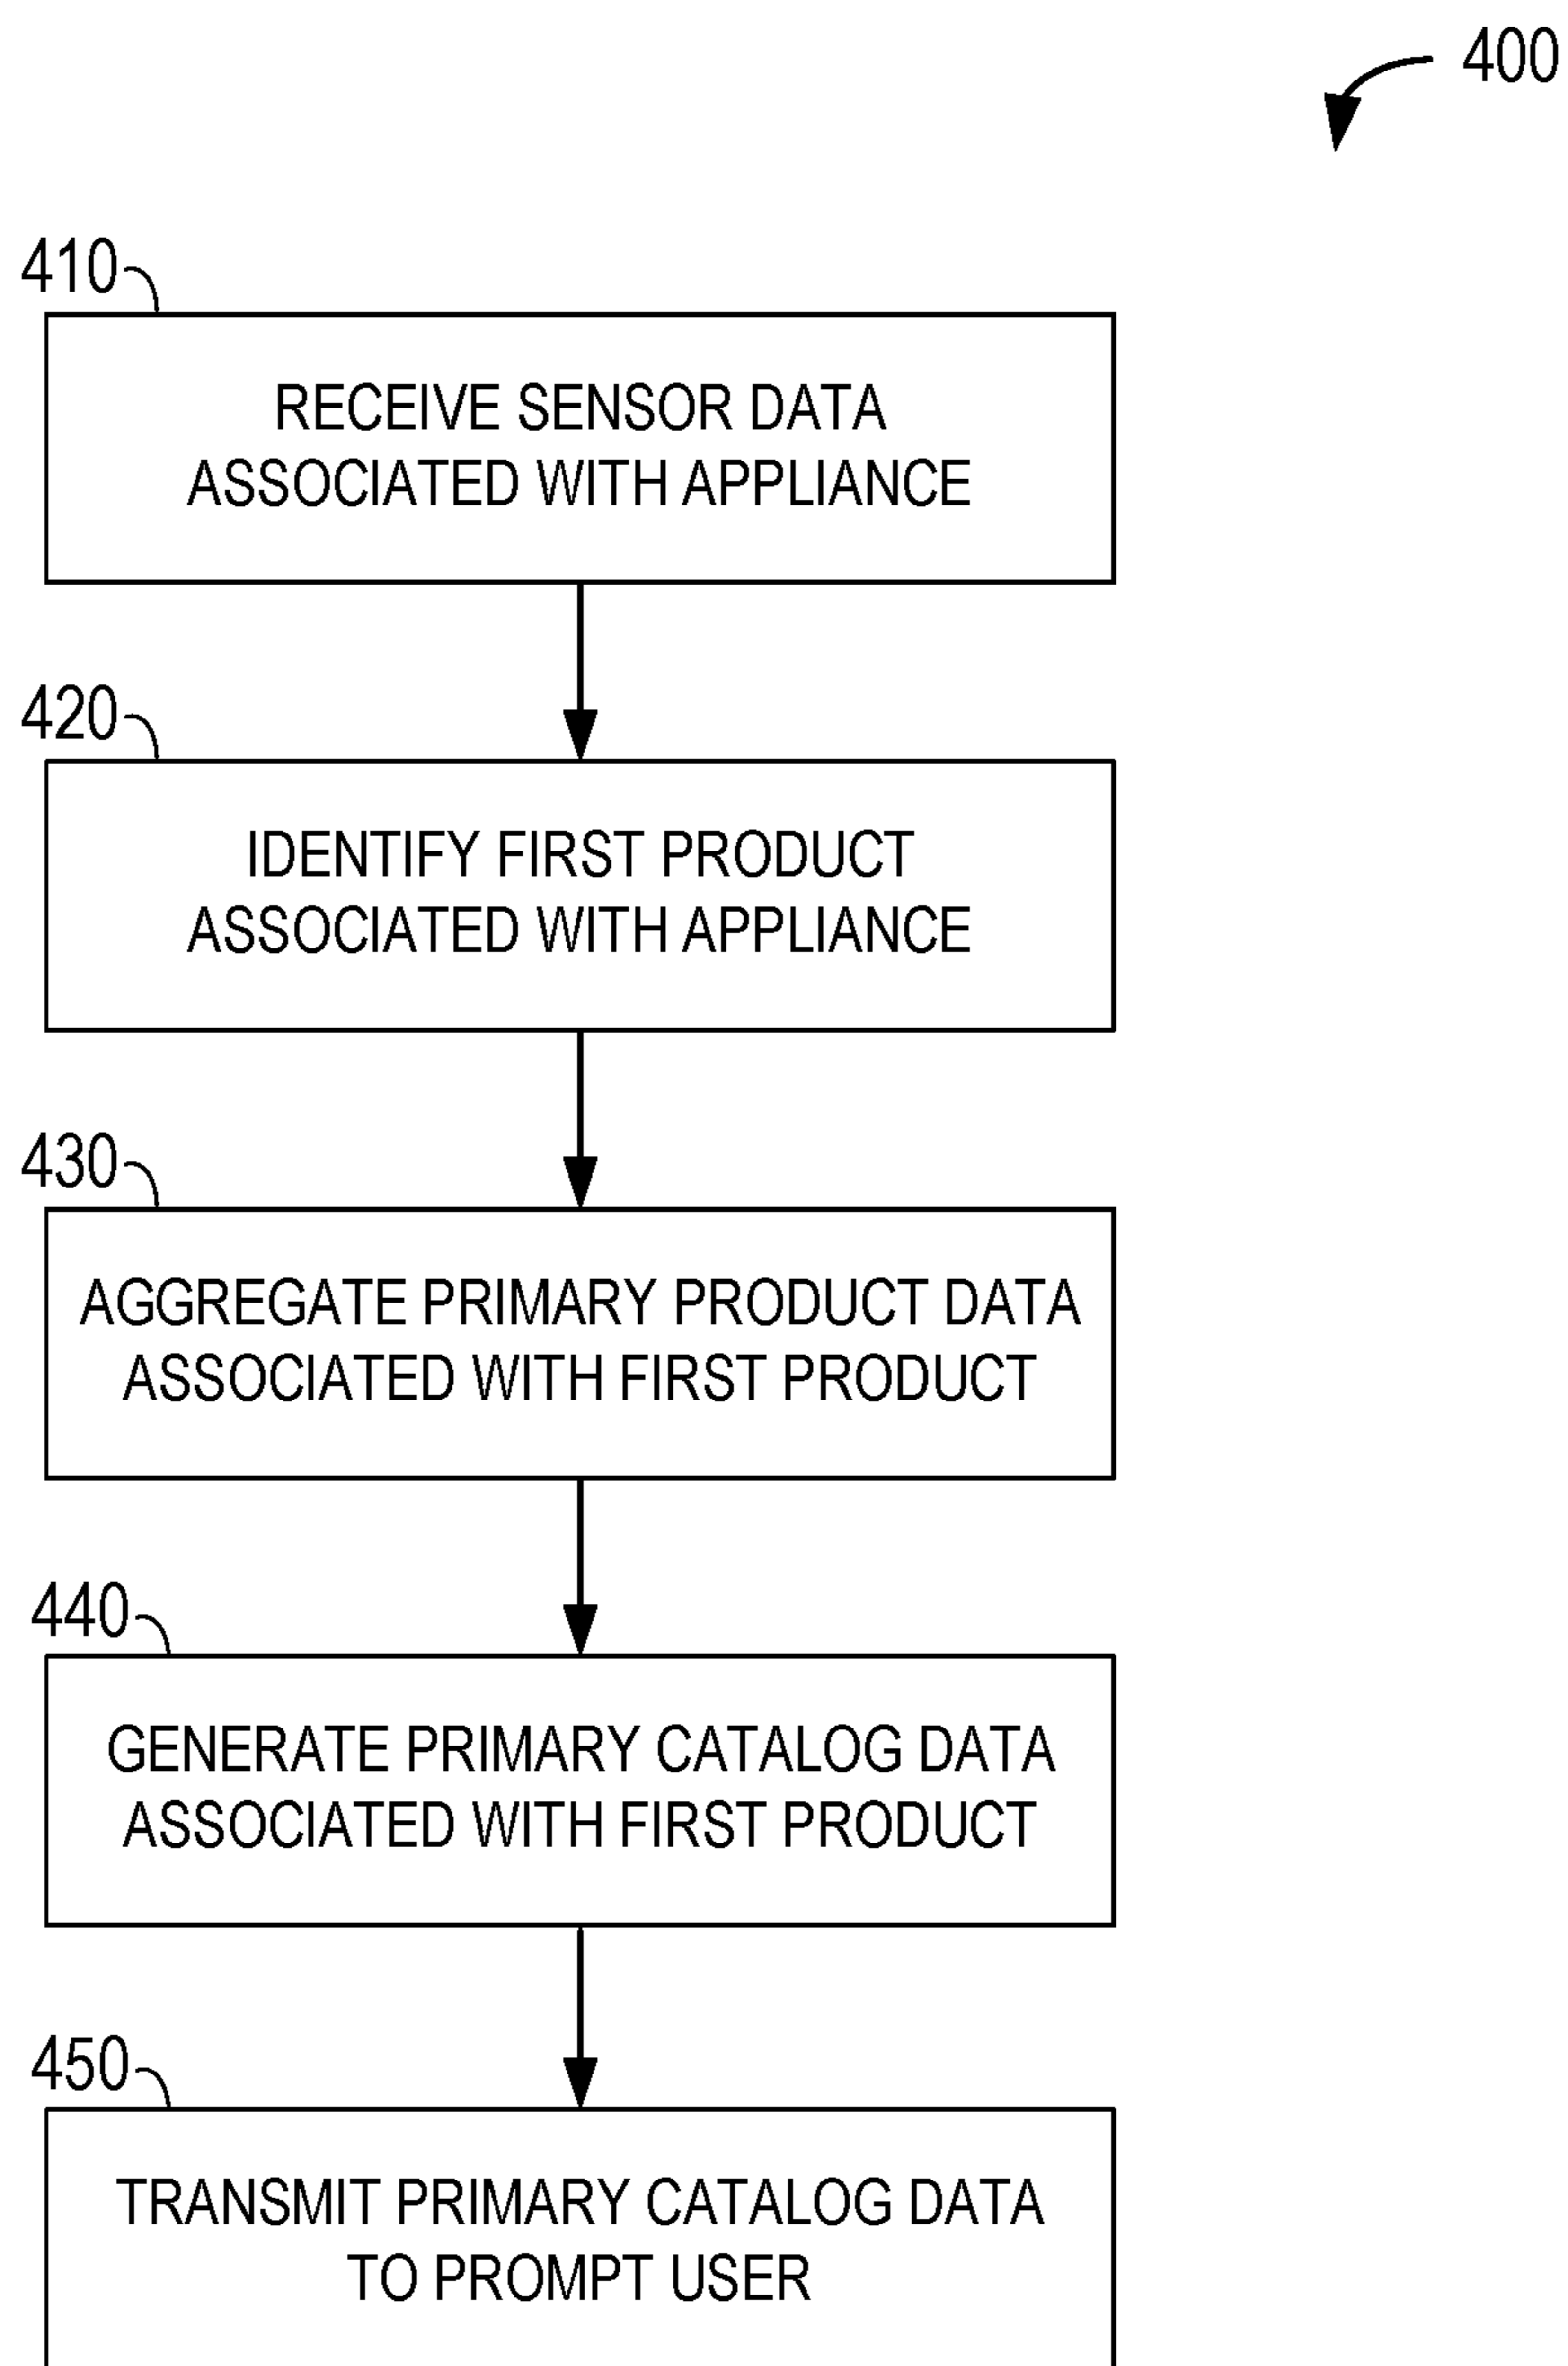 400
410
RECEIVE SENSOR DATA
ASSOCIATED WITH APPLIANCE
420
IDENTIFY FIRST PRODUCT
ASSOCIATED WITH APPLIANCE
430
AGGREGATE PRIMARY PRODUCT DATA
ASSOCIATED WITH FIRST PRODUCT
440
GENERATE PRIMARY CATALOG DATA
ASSOCIATED WITH FIRST PRODUCT
450
TRANSMIT PRIMARY CATALOG DATA
TO PROMPT USER